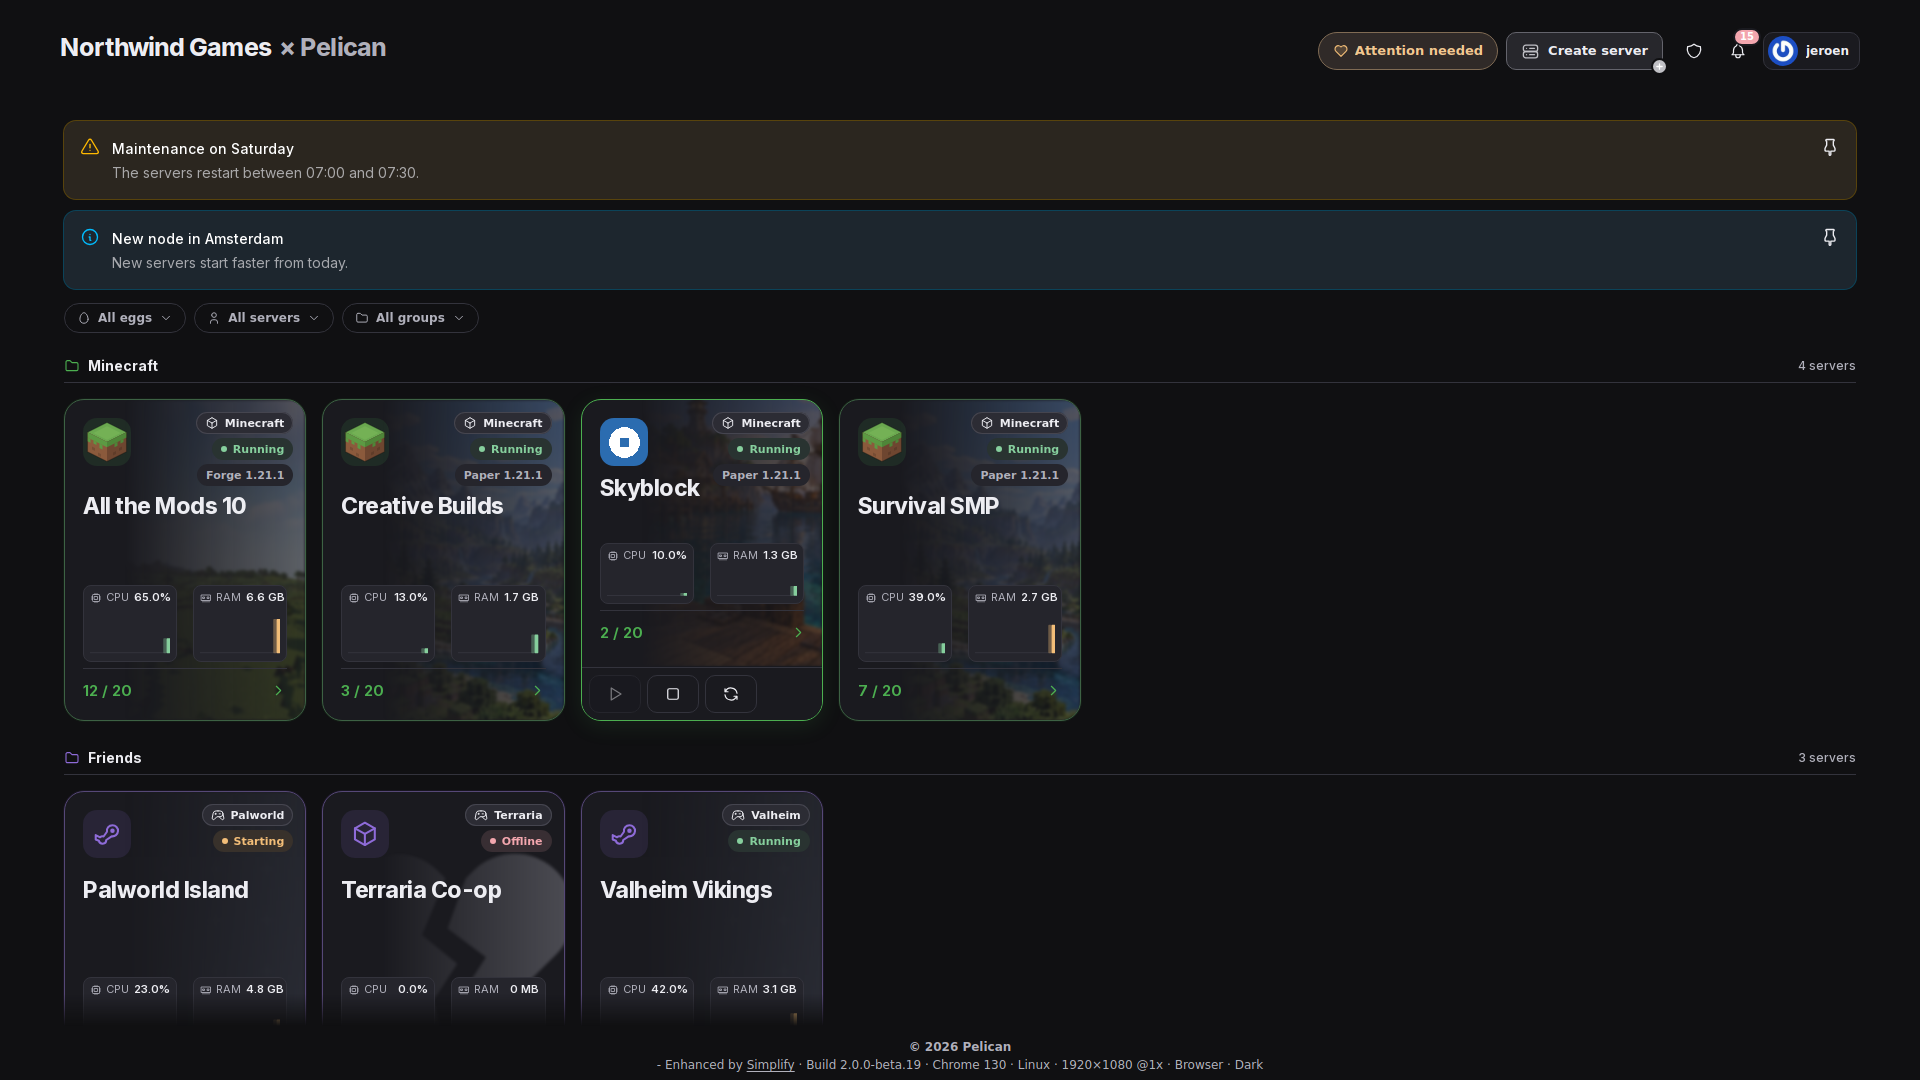 Northwind Games × Pelican
Attention needed
Create server
15
jeroen
Maintenance on Saturday
The servers restart between 07:00 and 07:30.
New node in Amsterdam
New servers start faster from today.
All eggs
All servers
All groups
Minecraft
4 servers
Minecraft
Running
Forge 1.21.1
All the Mods 10
CPU 65.0%
RAM 6.6 GB
12 / 20
Minecraft
Running
Paper 1.21.1
Creative Builds
CPU 13.0%
RAM 1.7 GB
3 / 20
Minecraft
Running
Paper 1.21.1
Skyblock
CPU 10.0%
RAM 1.3 GB
2 / 20
Minecraft
Running
Paper 1.21.1
Survival SMP
CPU 39.0%
RAM 2.7 GB
7 / 20
Friends
3 servers
Palworld
Starting
Palworld Island
CPU 23.0%
RAM 4.8 GB
Terraria
Offline
Terraria Co-op
CPU 0.0%
RAM 0 MB
Valheim
Running
Valheim Vikings
CPU 42.0%
RAM 3.1 GB
© 2026 Pelican
- Enhanced by Simplify · Build 2.0.0-beta.19 · Chrome 130 · Linux · 1920×1080 @1x · Browser · Dark